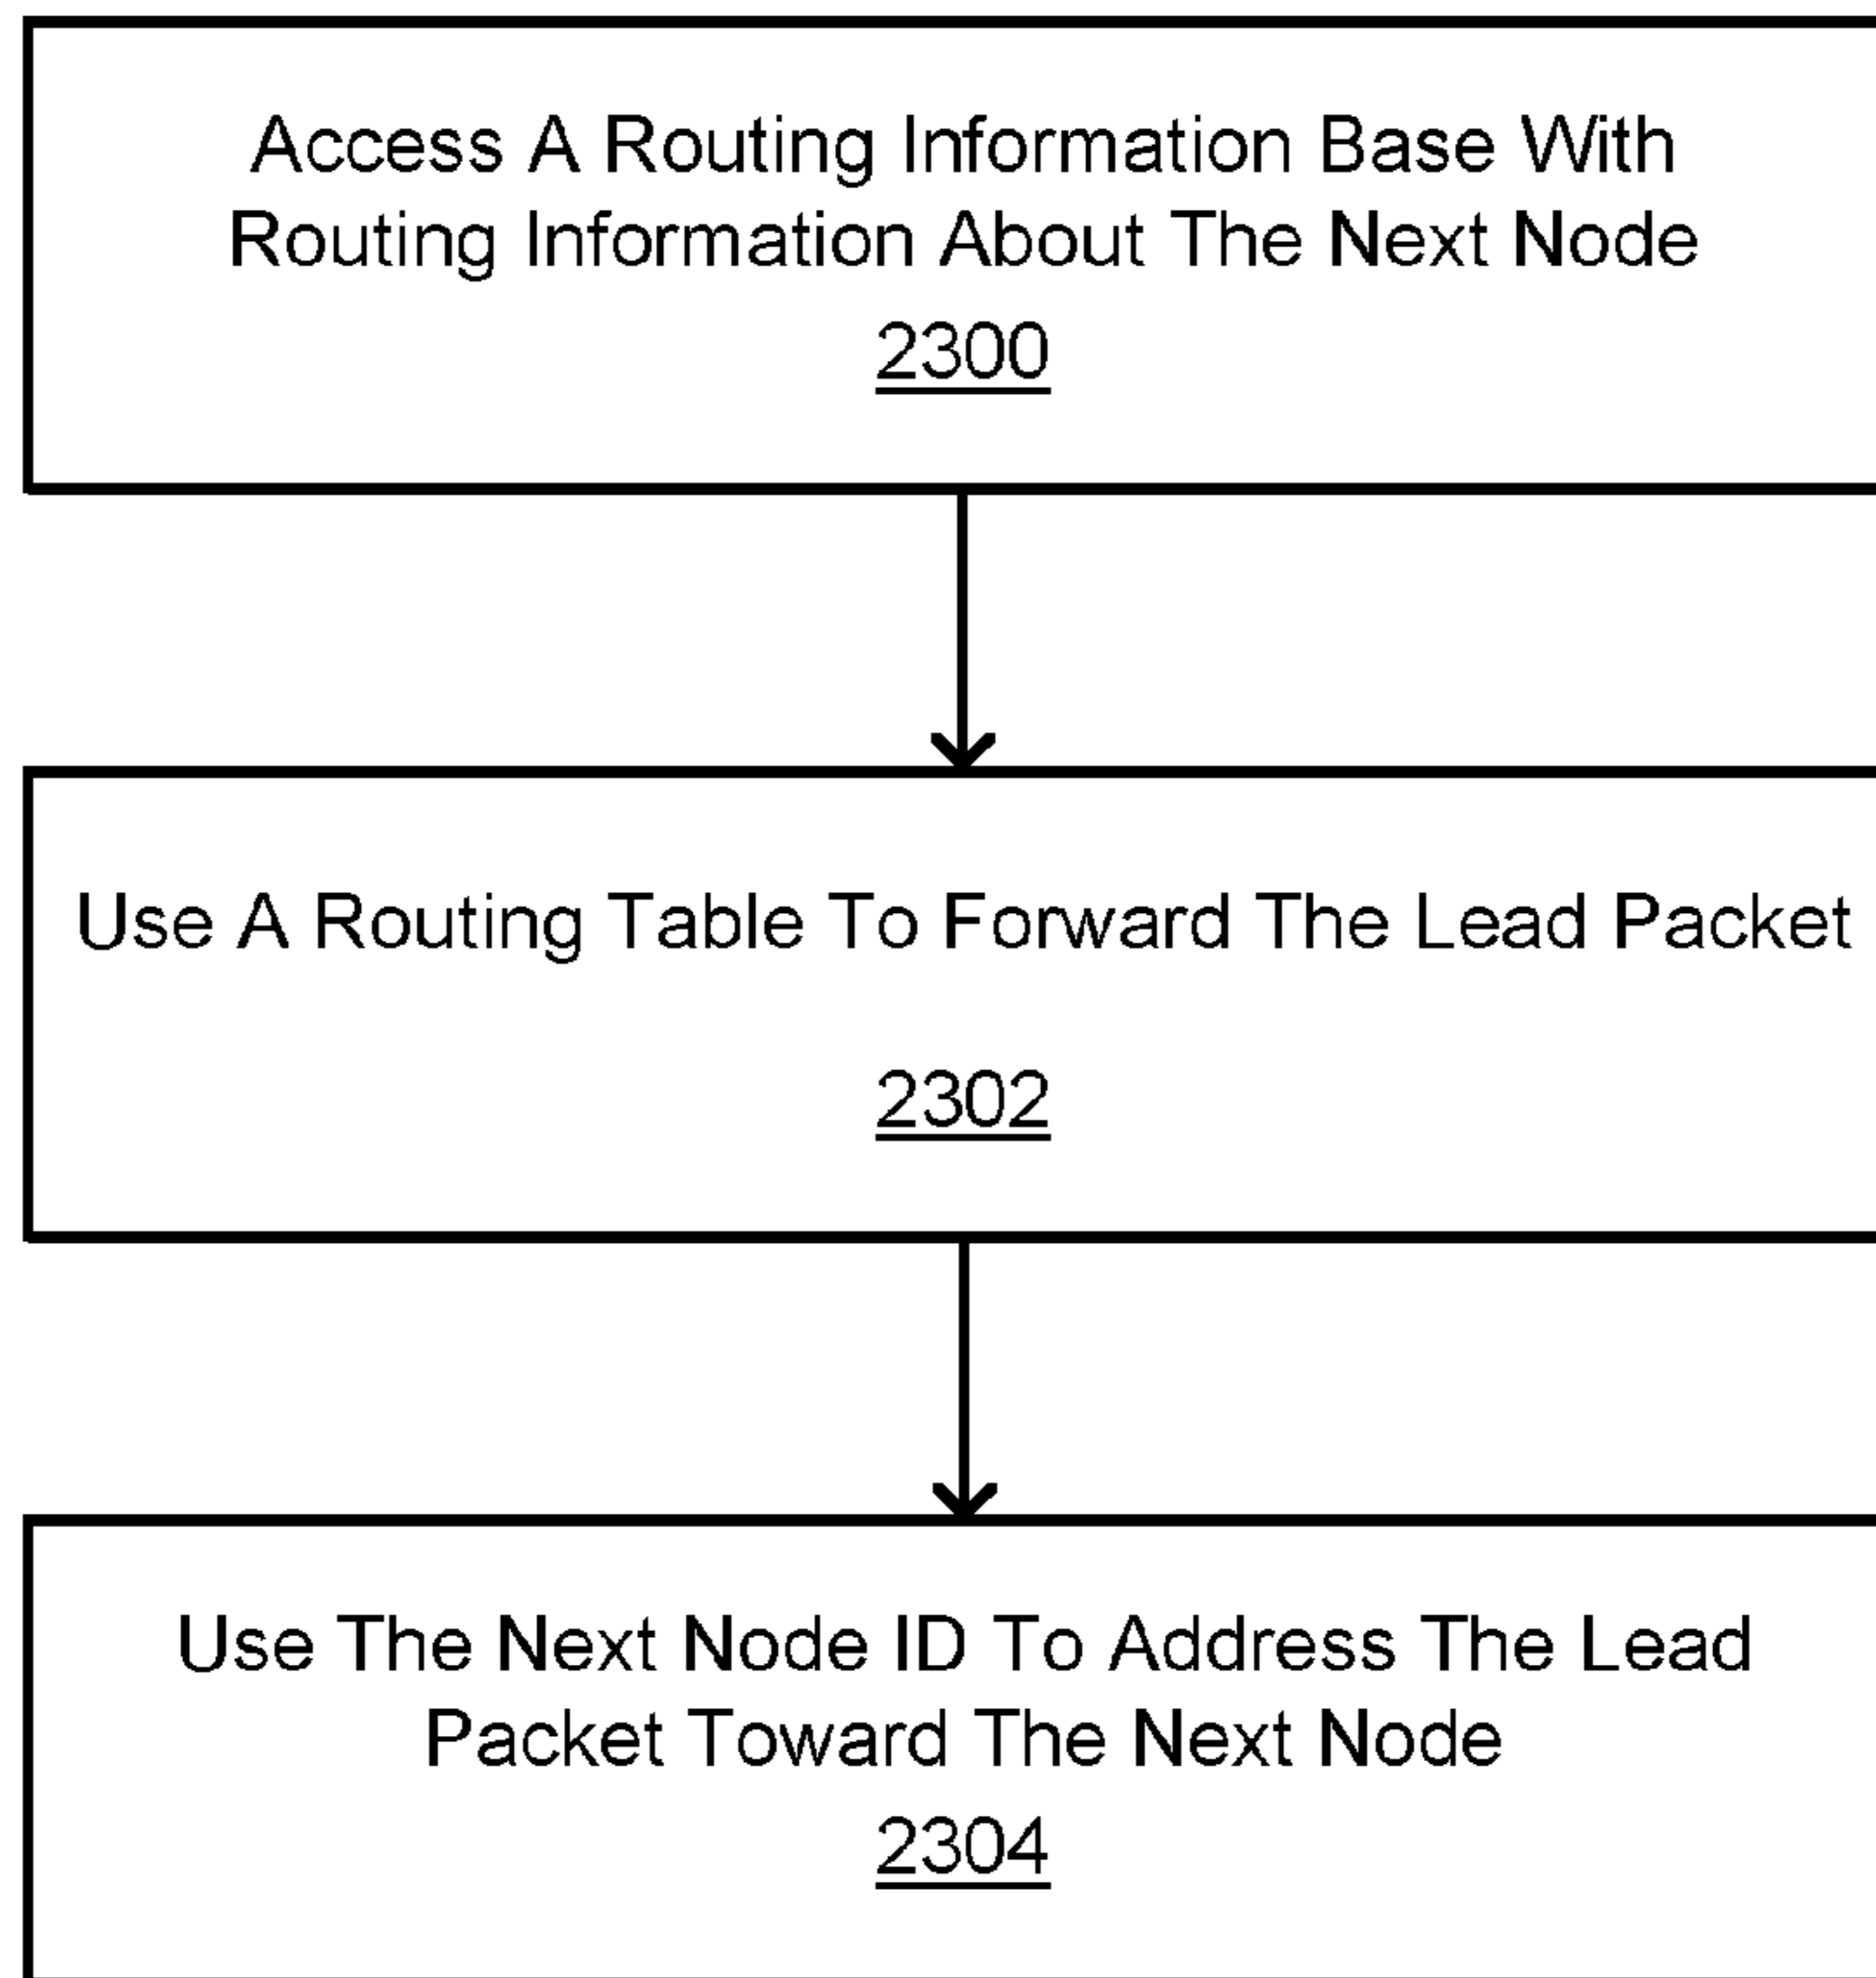 Access A Routing Information Base With
Routing Information About The Next Node
2300
Use A Routing Table To Forward The Lead Packet
2302
Use The Next Node ID To Address The Lead
Packet Toward The Next Node
2304